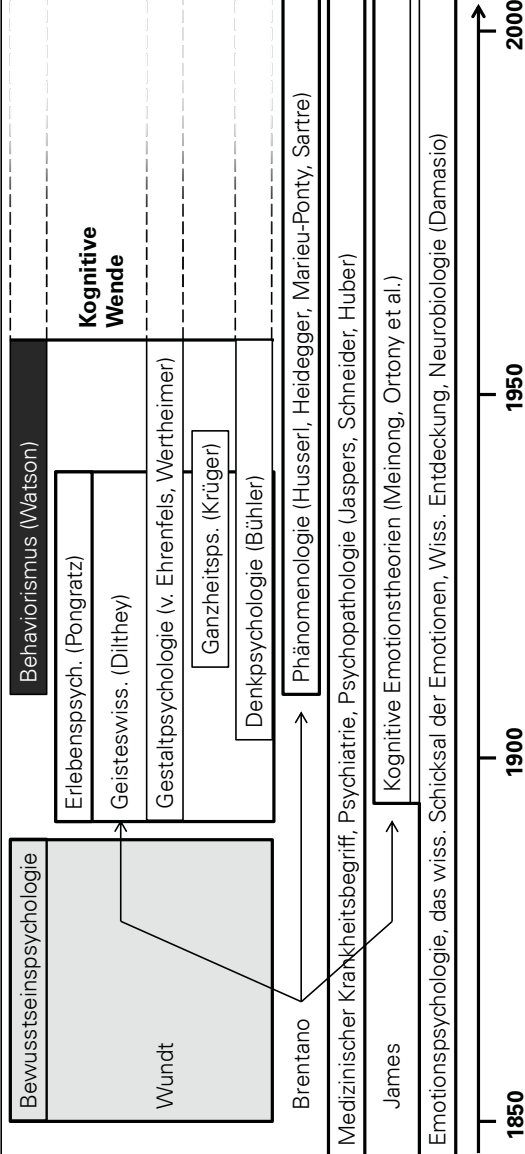 Bewusstseinspsychologie
Wundt
Behaviorismus (Watson)
Erlebenspsych. (Pongratz)
Geisteswiss. (Dilthey)
Gestaltpsychologie (v. Ehrenfels, Wertheimer)
Ganzheitsps. (Krüger)
Denkpsychologie (Bühler)
Kognitive
Wende
Brentano
Phänomenologie (Husserl, Heidegger, Marieu-Ponty, Sartre)
Medizinischer Krankheitsbegriff, Psychiatrie, Psychopathologie (Jaspers, Schneider, Huber)
James
Kognitive Emotionstheorien (Meinong, Ortony et al.)
Emotionspsychologie, das wiss. Schicksal der Emotionen, Wiss. Entdeckung, Neurobiologie (Damasio)
1850
1900
1950
2000